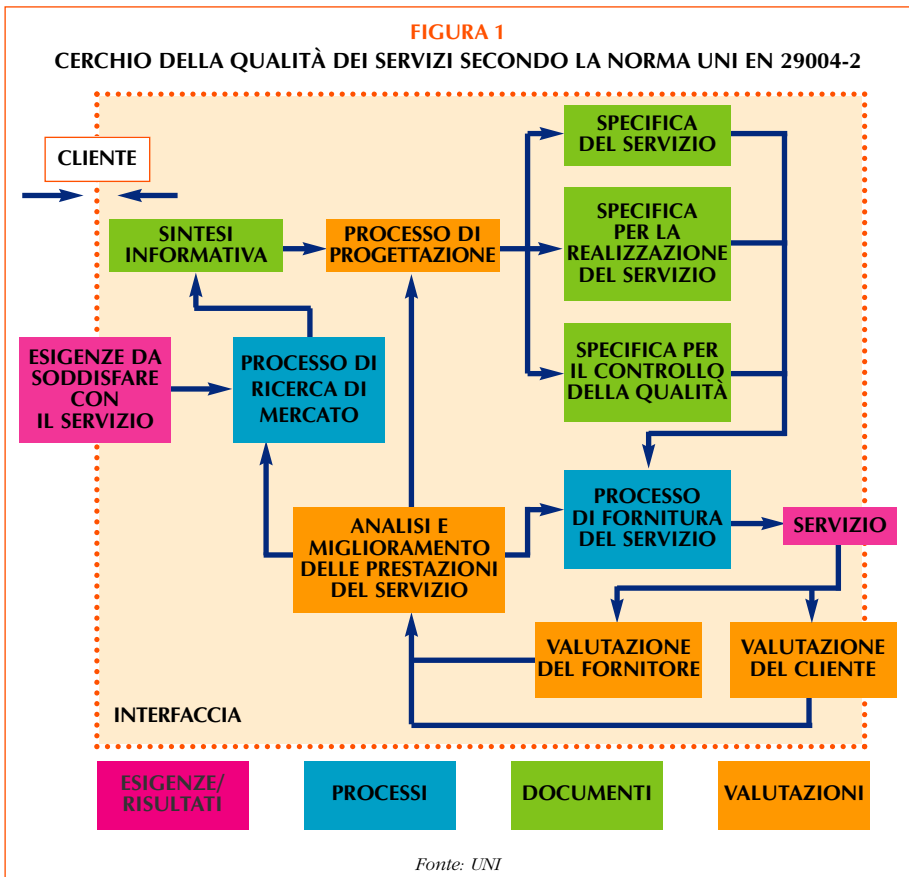 FIGURA 1
CERCHIO DELLA QUALITÀ DEI SERVIZI SECONDO LA NORMA UNI EN 29004-2
CLIENTE
SINTESI
INFORMATIVA
PROCESSO DI
PROGETTAZIONE
SPECIFICA
DEL SERVIZIO
SPECIFICA
PER LA
REALIZZAZIONE
DEL SERVIZIO
SPECIFICA PER
IL CONTROLLO
DELLA QUALITÀ
ESIGENZE DA
SODDISFARE
CON
IL SERVIZIO
PROCESSO DI
RICERCA DI
MERCATO
ANALISI E
MIGLIORAMENTO
DELLE PRESTAZIONI
DEL SERVIZIO
PROCESSO
DI FORNITURA
DEL SERVIZIO
SERVIZIO
VALUTAZIONE
DEL FORNITORE
VALUTAZIONE
DEL CLIENTE
INTERFACCIA
ESIGENZE/
RISULTATI
PROCESSI
DOCUMENTI
VALUTAZIONI
Fonte: UNI